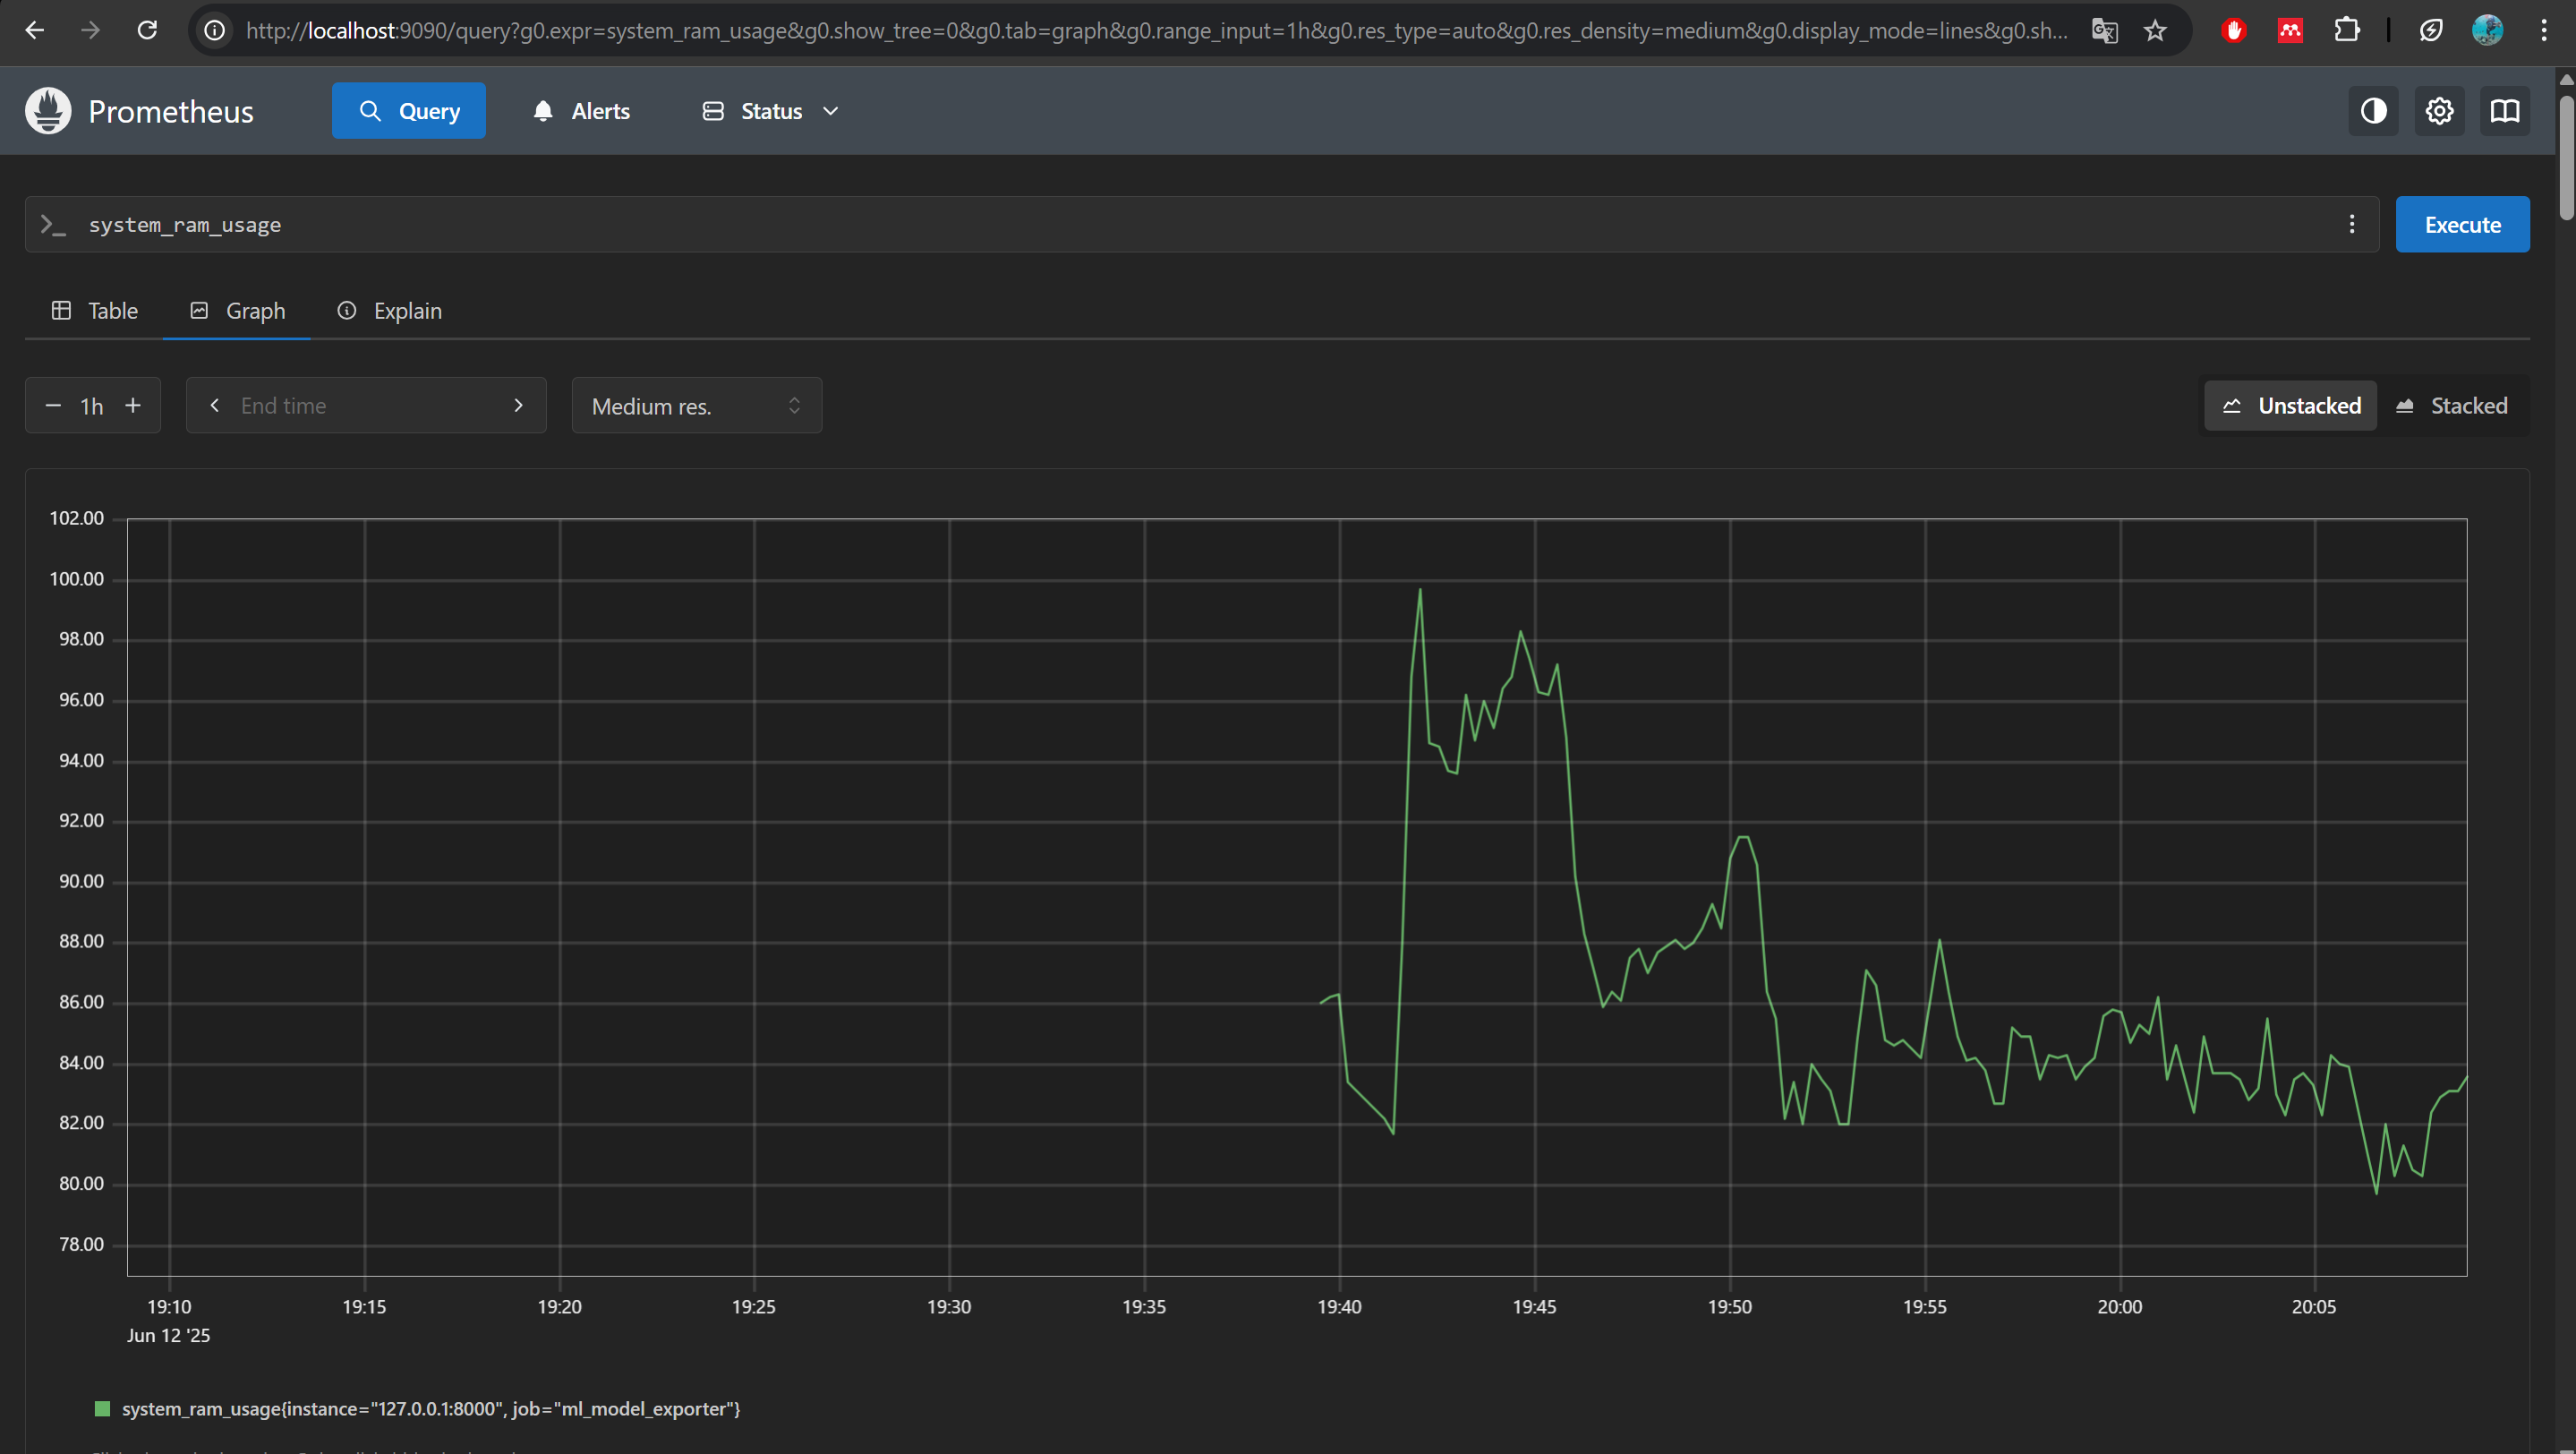 http://localhost:9090/query?g0.expr=system_ram_usage&g0.show_tree=0&g0.tab=graph&g0.range_input=1h&g0.res_type=auto&g0.res_density=medium&g0.display_mode=lines&g0.sh...
Prometheus
Query
Alerts
Status
system_ram_usage
Execute
Table
Graph
Explain
1h
End time
Medium res.
Unstacked
Stacked
102.00
100.00
98.00
96.00
94.00
92.00
90.00
88.00
86.00
84.00
82.00
80.00
78.00
19:10
19:15
19:20
19:25
19:30
19:35
19:40
19:45
19:50
19:55
20:00
20:05
Jun 12 '25
system_ram_usage{instance="127.0.0.1:8000", job="ml_model_exporter"}